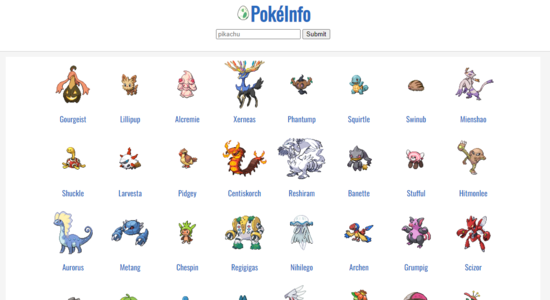 PokéInfo
pikachu Submit
Gourgeist Lillipup Alcremie Xerneas Phantump Squirtle Swinub Mienshao
Shuckle Larvesta Pidgey Centiskorch Reshiram Banette Stufful Hitmonlee
Aurorus Metang Chespin Regigigas Nihilego Archen Grumpig Scizor